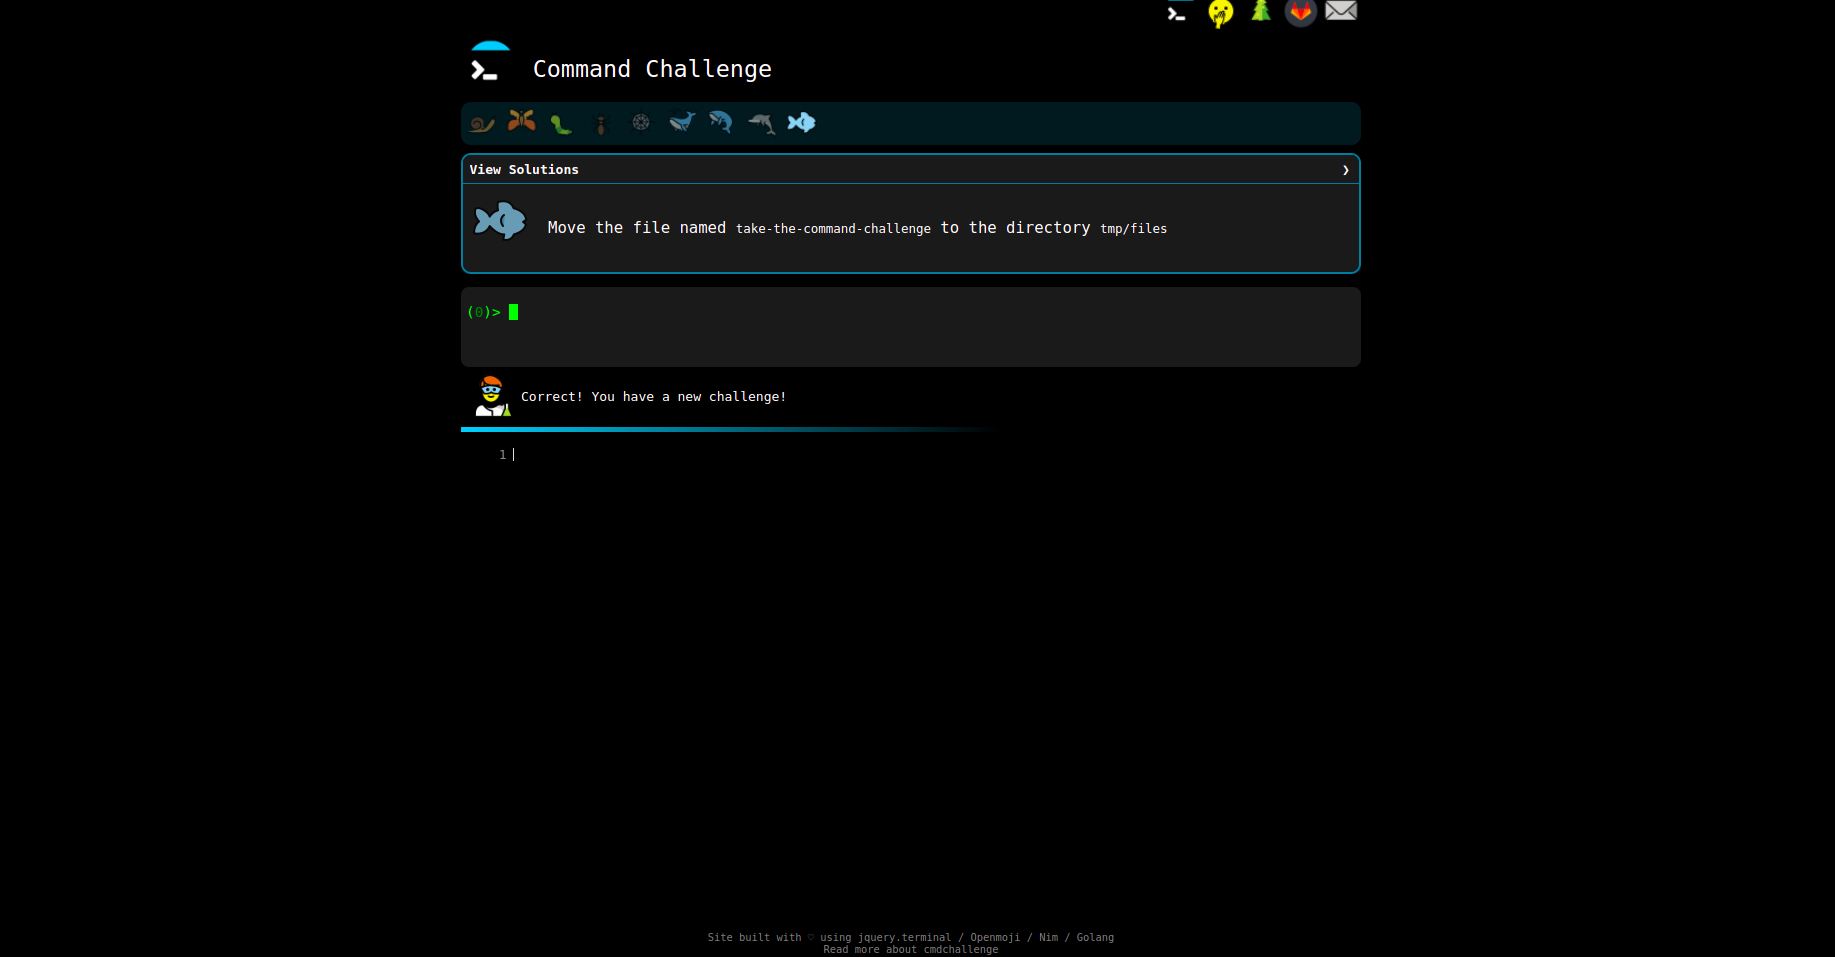 Command Challenge
View Solutions ❯
Move the file named take-the-command-challenge to the directory tmp/files
(0)>
Correct! You have a new challenge!
1
Site built with ♡ using jquery.terminal / Openmoji / Nim / Golang
Read more about cmdchallenge